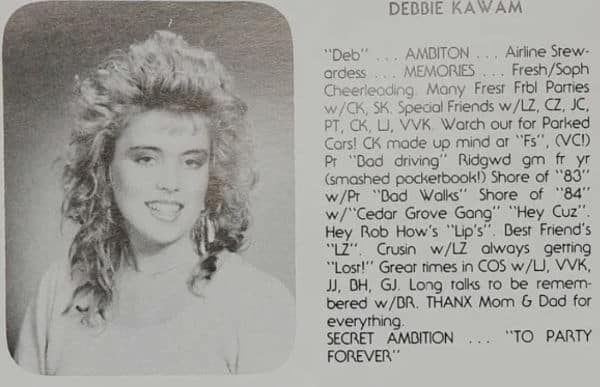 DEBBIE KAWAM
"Deb" . . . AMBITON . . . Airline Stew-
ardess . . . MEMORIES . . . Fresh/Soph
Cheerleading. Many Frest Frbl Parties
w/CK, SK. Special Friends w/LZ, CZ, JC,
PT, CK, LJ, VVK. Watch out for Parked
Cars! CK made up mind at "Fs", (VC!)
Pt "Bad driving" Ridgwd gm fr yr
(smashed pocketbook!) Shore of "83"
w/Pt "Bad Walks" Shore of "84"
w/"Cedar Grove Gang" "Hey Cuz".
Hey Rob How's "Lip's". Best Friend's
"LZ". Crusin w/LZ always getting
"Lost!" Great times in COS w/LJ, VVK,
JJ, BH, GJ. Long talks to be remem-
bered w/BR. THANX Mom & Dad for
everything.
SECRET AMBITION . . . "TO PARTY
FOREVER"